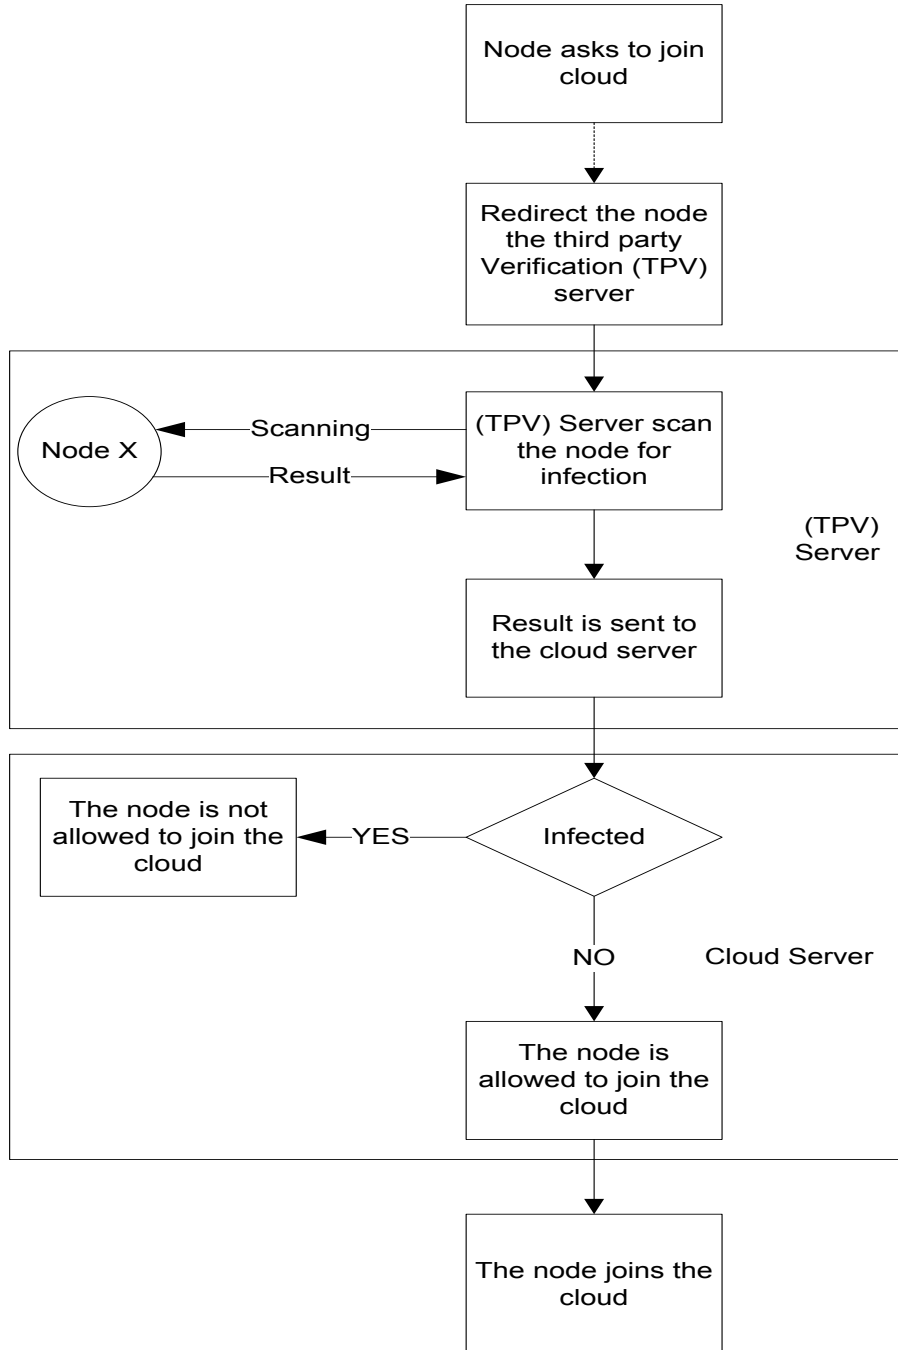 Node asks to join
cloud
Redirect the node
the third party
Verification (TPV)
server
Node X
Scanning
Result
(TPV) Server scan
the node for
infection
(TPV)
Server
Result is sent to
the cloud server
The node is not
allowed to join the
cloud
YES
Infected
NO
Cloud Server
The node is
allowed to join the
cloud
The node joins the
cloud